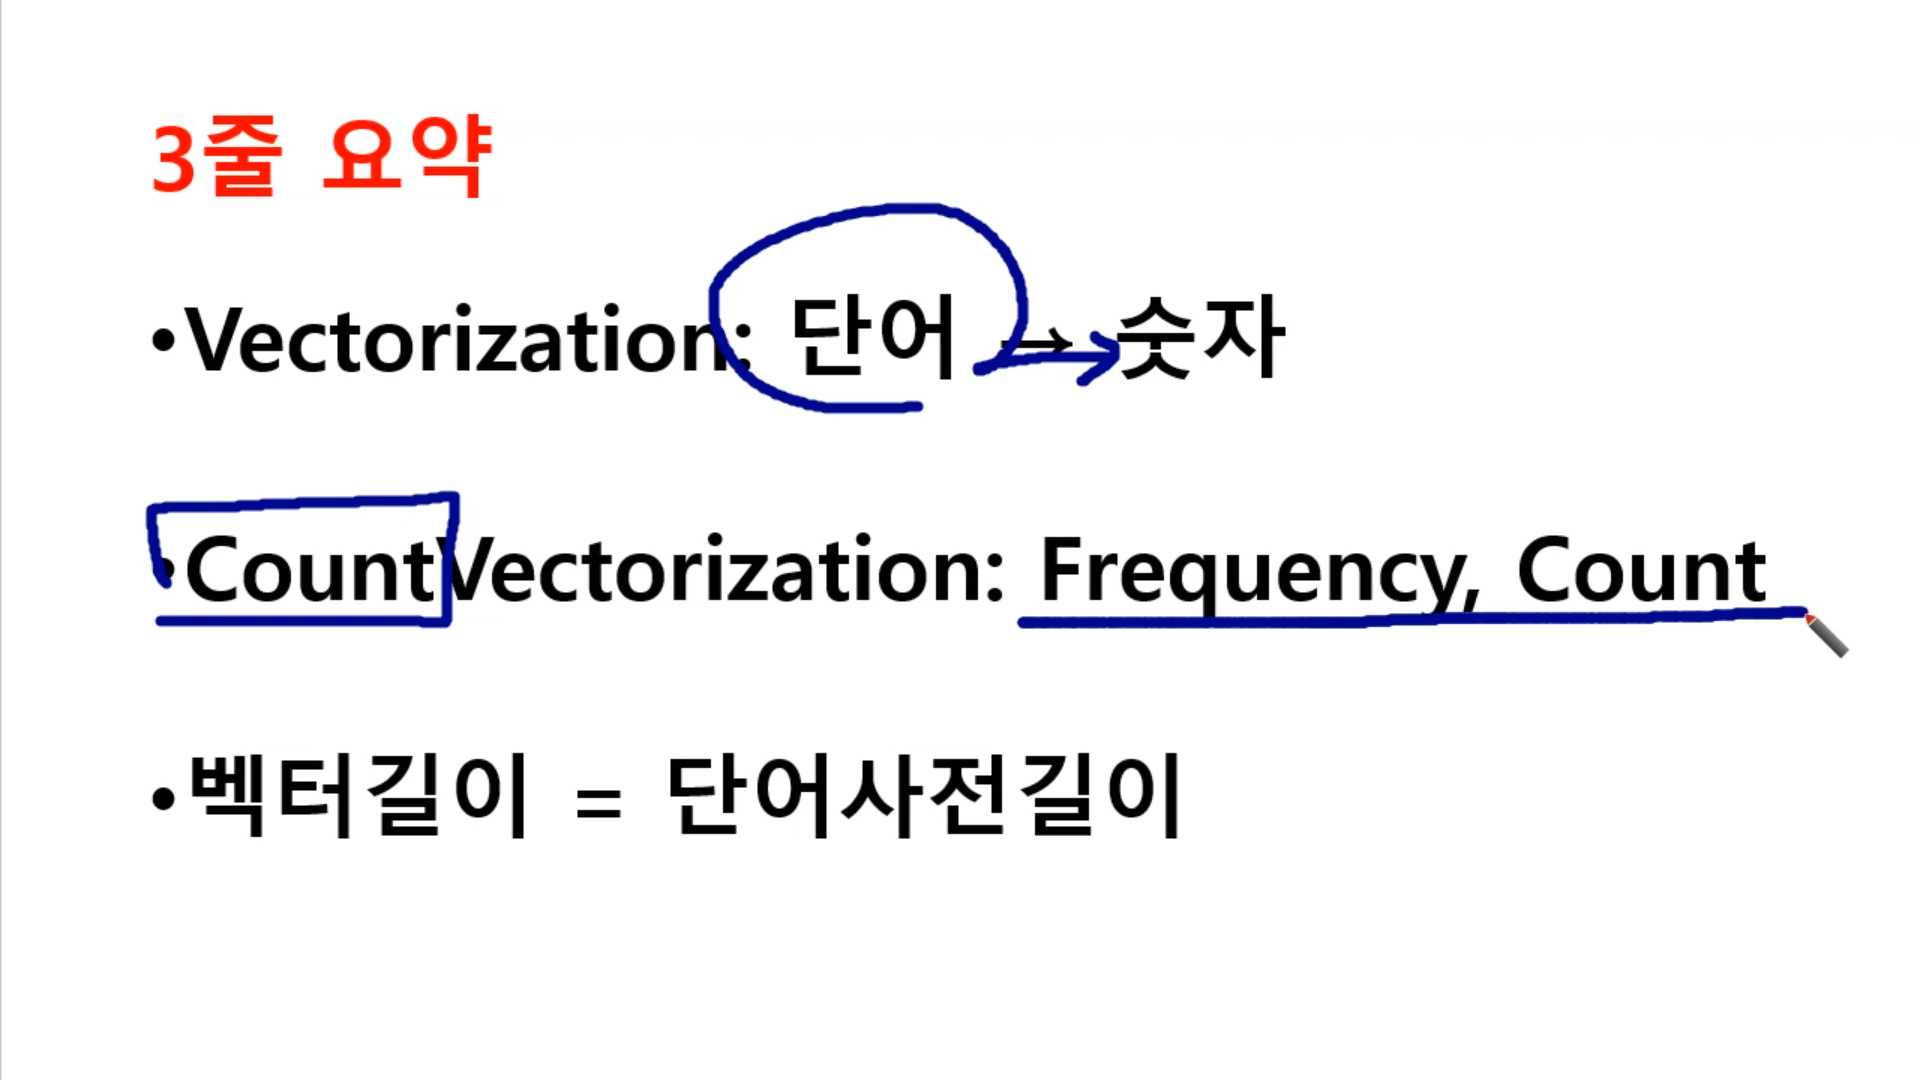 3줄 요약
•Vectorization: 단어 → 숫자
•CountVectorization: Frequency, Count
•벡터길이 = 단어사전길이